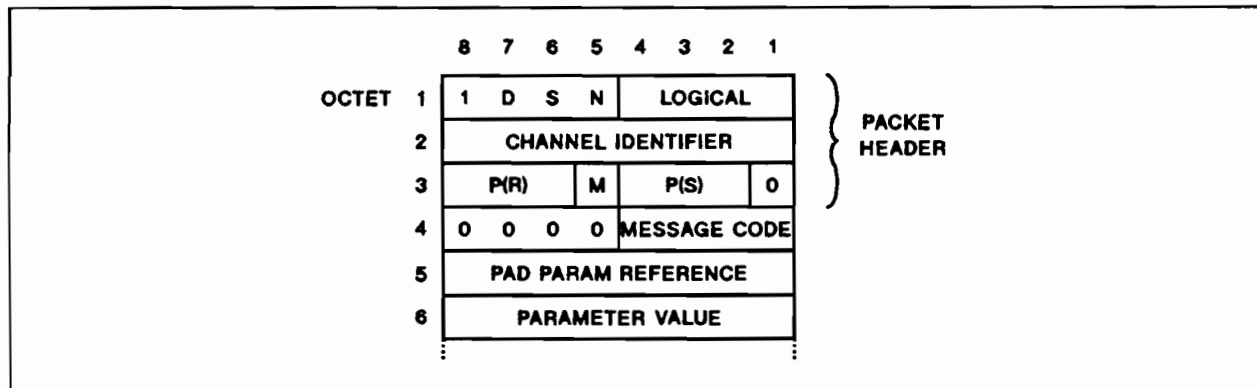 8 7 6 5 4 3 2 1
OCTET 1 1 D S N LOGICAL
2 CHANNEL IDENTIFIER
3 P(R) M P(S) 0
4 0 0 0 0 MESSAGE CODE
5 PAD PARAM REFERENCE
6 PARAMETER VALUE
PACKET
HEADER